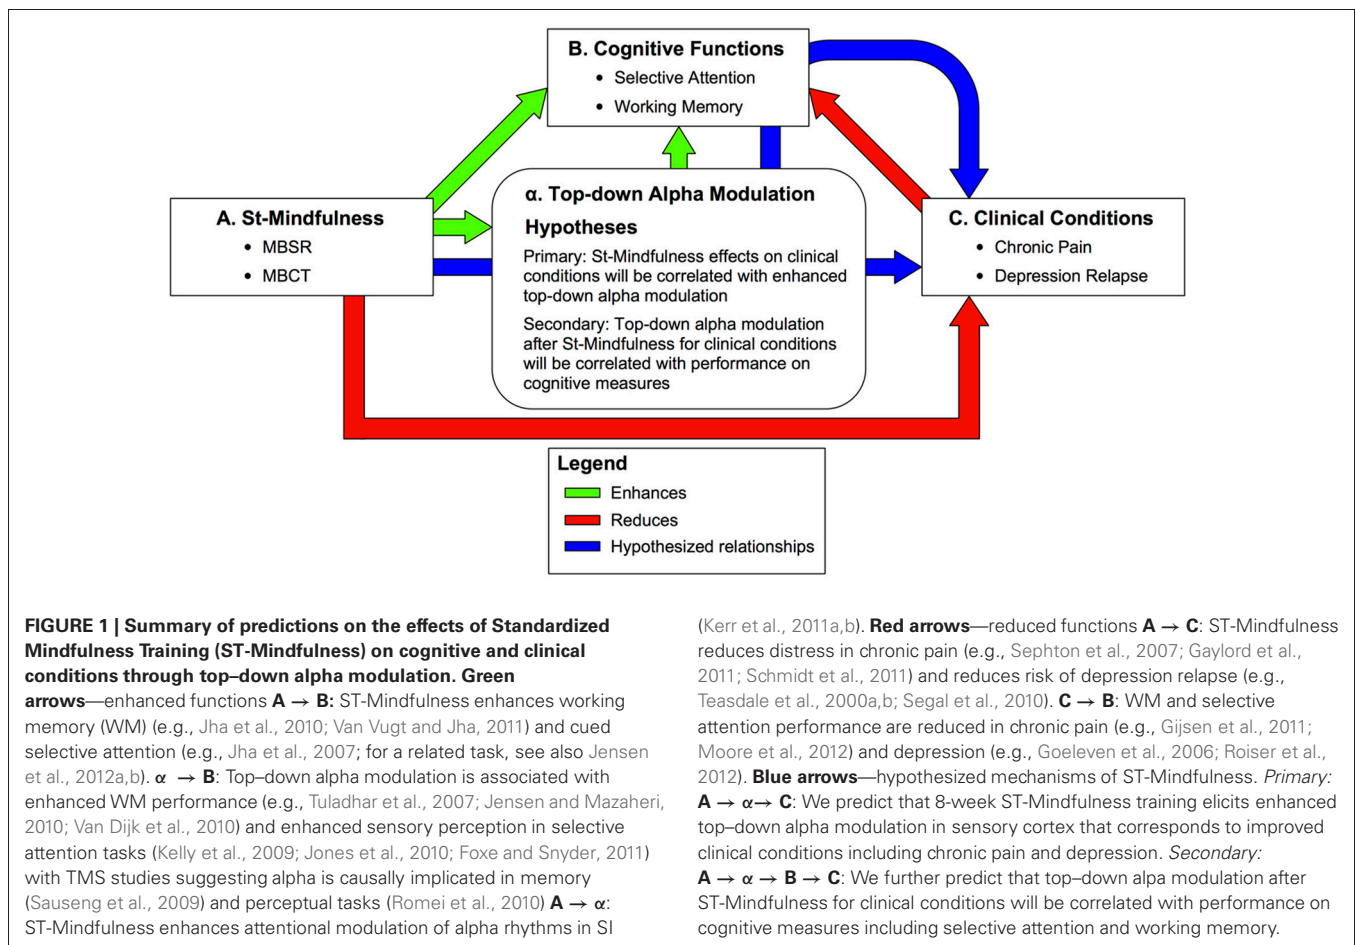 B. Cognitive Functions
• Selective Attention
• Working Memory
A. St-Mindfulness
• MBSR
• MBCT
α. Top-down Alpha Modulation
Hypotheses
Primary: St-Mindfulness effects on clinical
conditions will be correlated with enhanced
top-down alpha modulation
Secondary: Top-down alpha modulation
after St-Mindfulness for clinical conditions
will be correlated with performance on
cognitive measures
C. Clinical Conditions
• Chronic Pain
• Depression Relapse
Legend
Enhances
Reduces
Hypothesized relationships
FIGURE 1 | Summary of predictions on the effects of Standardized
Mindfulness Training (ST-Mindfulness) on cognitive and clinical
conditions through top–down alpha modulation. Green
arrows—enhanced functions A → B: ST-Mindfulness enhances working
memory (WM) (e.g., Jha et al., 2010; Van Vugt and Jha, 2011) and cued
selective attention (e.g., Jha et al., 2007; for a related task, see also Jensen
et al., 2012a,b). α → B: Top–down alpha modulation is associated with
enhanced WM performance (e.g., Tuladhar et al., 2007; Jensen and Mazaheri,
2010; Van Dijk et al., 2010) and enhanced sensory perception in selective
attention tasks (Kelly et al., 2009; Jones et al., 2010; Foxe and Snyder, 2011)
with TMS studies suggesting alpha is causally implicated in memory
(Sauseng et al., 2009) and perceptual tasks (Romei et al., 2010) A → α:
ST-Mindfulness enhances attentional modulation of alpha rhythms in SI
(Kerr et al., 2011a,b). Red arrows—reduced functions A → C: ST-Mindfulness
reduces distress in chronic pain (e.g., Sephton et al., 2007; Gaylord et al.,
2011; Schmidt et al., 2011) and reduces risk of depression relapse (e.g.,
Teasdale et al., 2000a,b; Segal et al., 2010). C → B: WM and selective
attention performance are reduced in chronic pain (e.g., Gijsen et al., 2011;
Moore et al., 2012) and depression (e.g., Goeleven et al., 2006; Roiser et al.,
2012). Blue arrows—hypothesized mechanisms of ST-Mindfulness. Primary:
A → α→ C: We predict that 8-week ST-Mindfulness training elicits enhanced
top–down alpha modulation in sensory cortex that corresponds to improved
clinical conditions including chronic pain and depression. Secondary:
A → α → B → C: We further predict that top–down alpa modulation after
ST-Mindfulness for clinical conditions will be correlated with performance on
cognitive measures including selective attention and working memory.